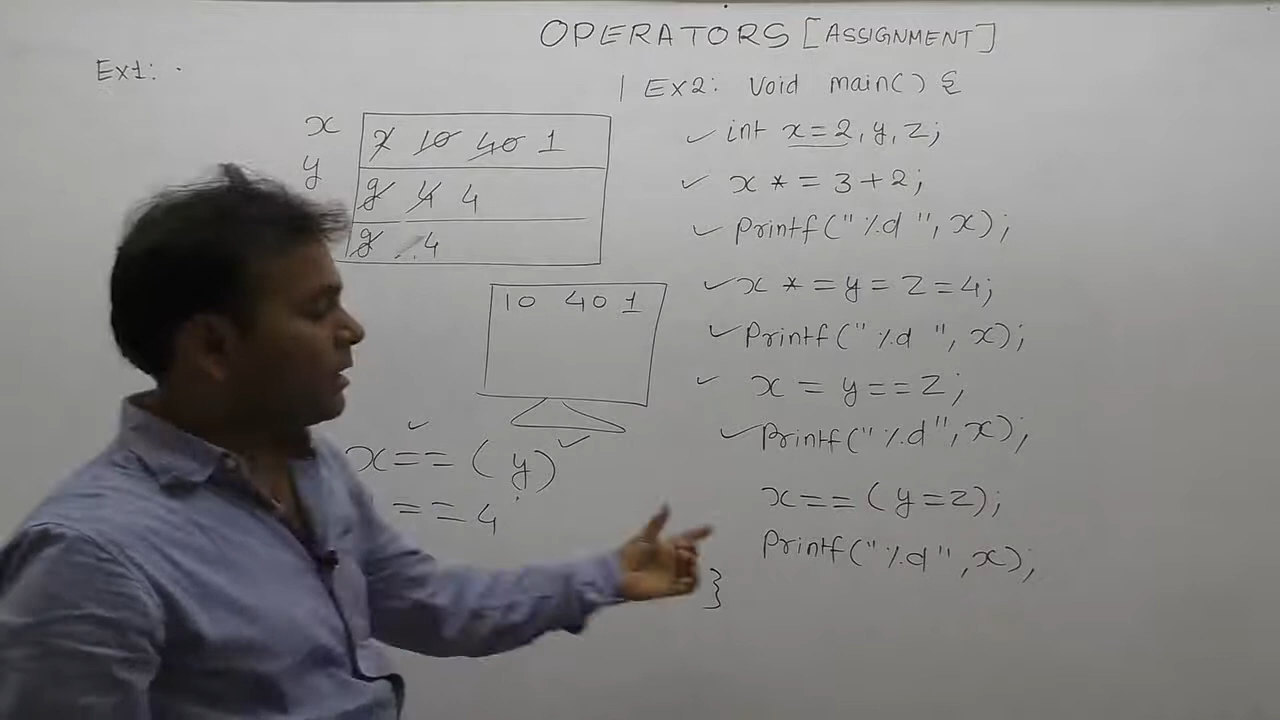 OPERATORS [ASSIGNMENT]
Ex1:
x 10 40 1
y 4 4
4
10 40 1
x==(y)
==4
Ex2: void main() {
int x=2,y,z;
x *= 3+2;
printf("%d ",x);
x *=y=z=4;
printf("%d ",x);
x = y==z;
printf("%d",x);
x==(y=z);
printf("%d",x);
}